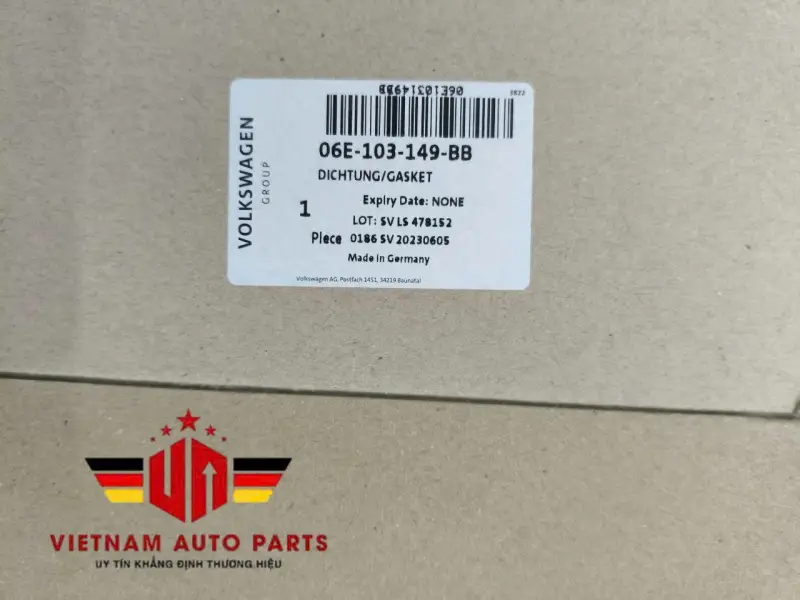 06E103149BB
3822
06E-103-149-BB
DICHTUNG/GASKET
VOLKSWAGEN
GROUP
Expiry Date: NONE
1
LOT: SV LS 478152
Piece 0186 SV 20230605
Made in Germany
Volkswagen AG, Postfach 1451, 34219 Baunatal
VIETNAM AUTO PARTS
UY TÍN KHẲNG ĐỊNH THƯƠNG HIỆU